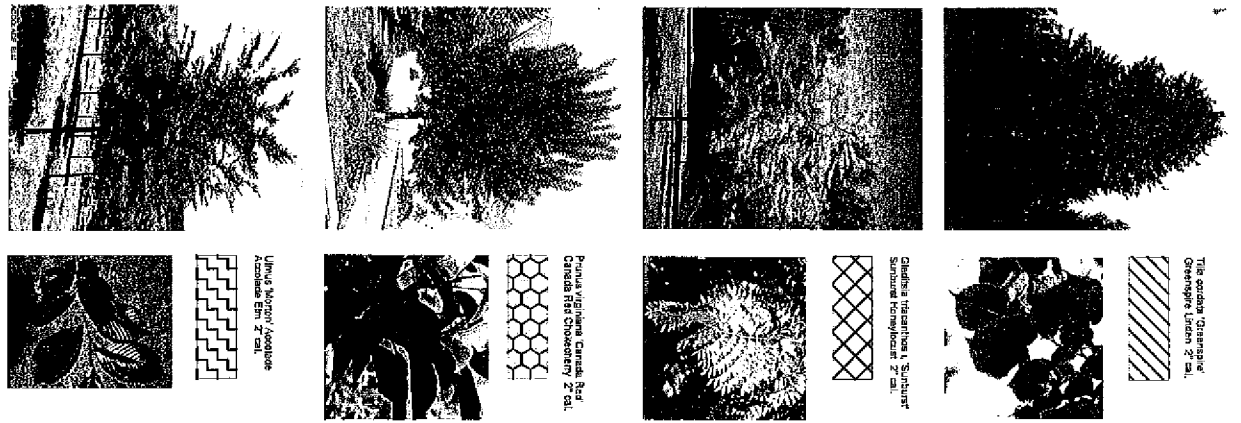 Tilia cordata 'Greenspire'
Greenspire Linden 2" cal.
Gleditsia triacanthos i. 'Sunburst'
Sunburst Honeylocust 2" cal.
Prunus virginiana 'Canada Red'
Canada Red Chokecherry 2" cal.
Ulmus 'Morton' Accolade
Accolade Elm 2" cal.